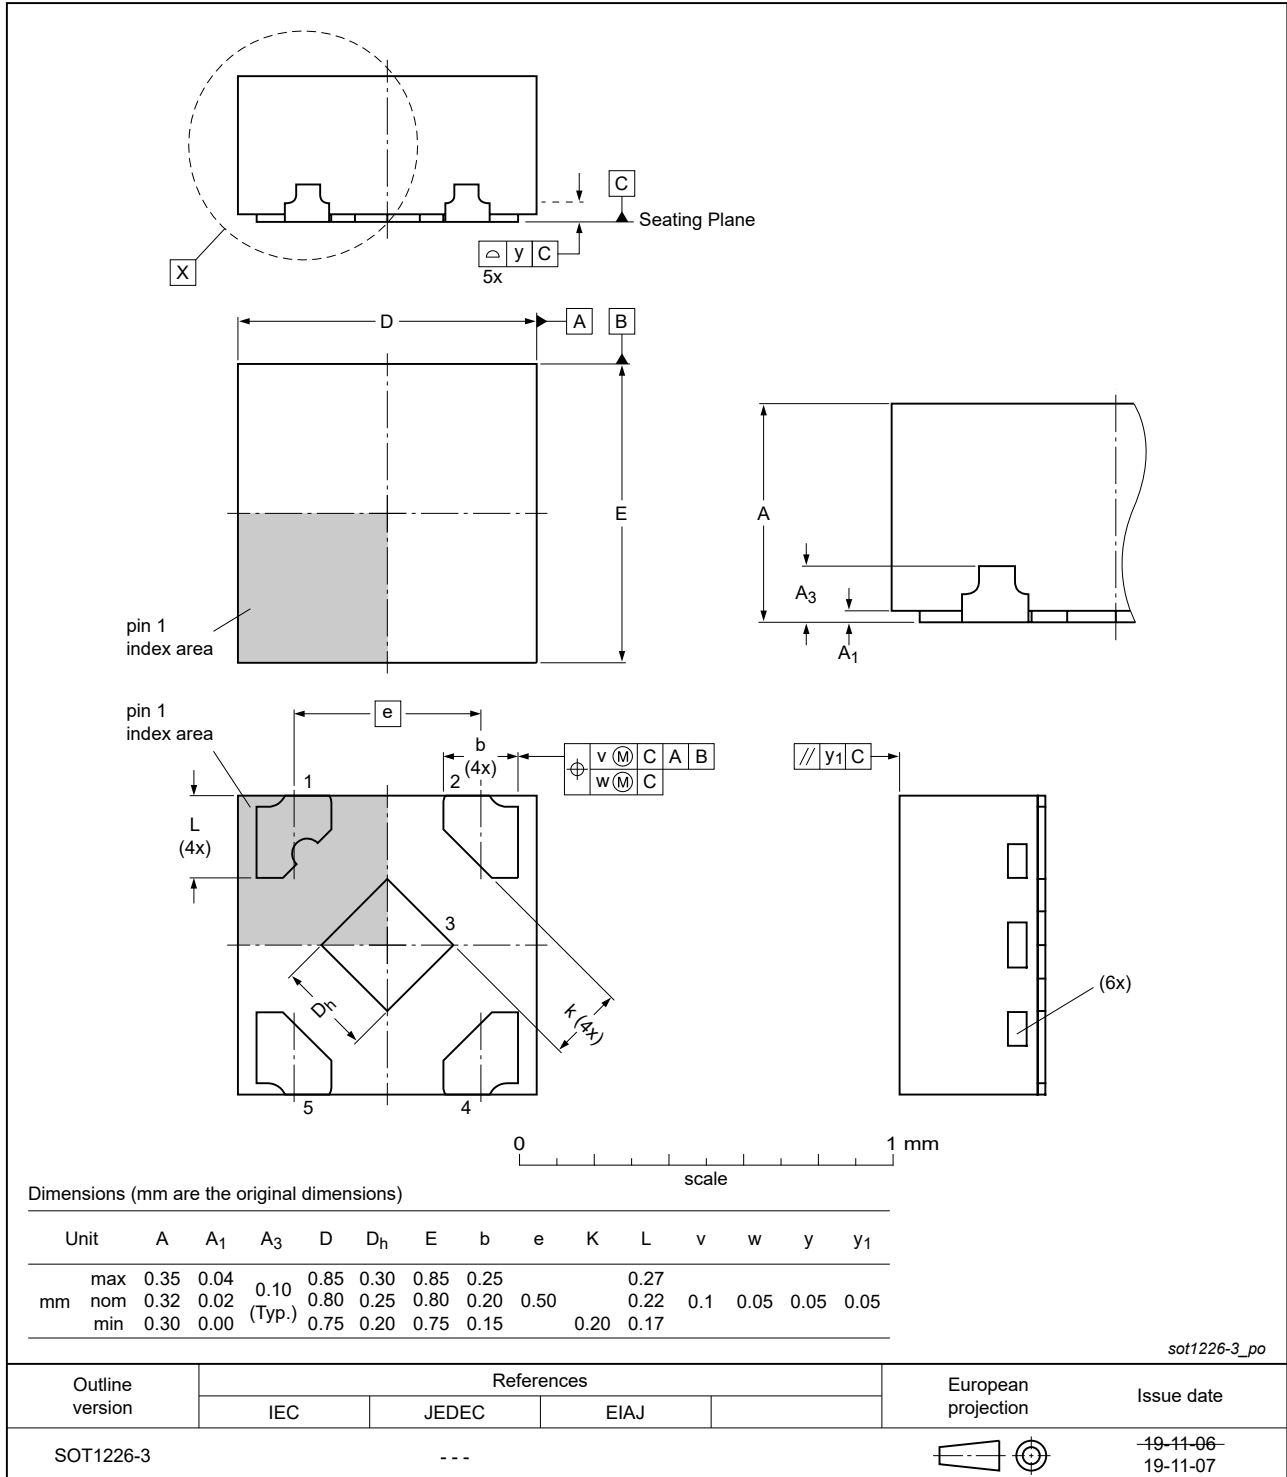 C
Seating Plane
⌓ y C
5x
X
D
A
B
E
pin 1
index area
A
A3
A1
pin 1
index area
e
b
(4x)
⌖ v Ⓜ C A B
w Ⓜ C
// y1 C
1
2
L
(4x)
3
Dh
k (4x)
(6x)
5
4
0
1 mm
scale
Dimensions (mm are the original dimensions)
Unit A A1 A3 D Dh E b e K L v w y y1
mm
max 0.35 0.04 0.85 0.30 0.85 0.25 0.27
0.10
(Typ.)
nom 0.32 0.02 0.80 0.25 0.80 0.20 0.50 0.22 0.1 0.05 0.05 0.05
min 0.30 0.00 0.75 0.20 0.75 0.15 0.20 0.17
sot1226-3_po
Outline
version
References
IEC JEDEC EIAJ
European
projection
Issue date
SOT1226-3
- - -
19-11-06
19-11-07